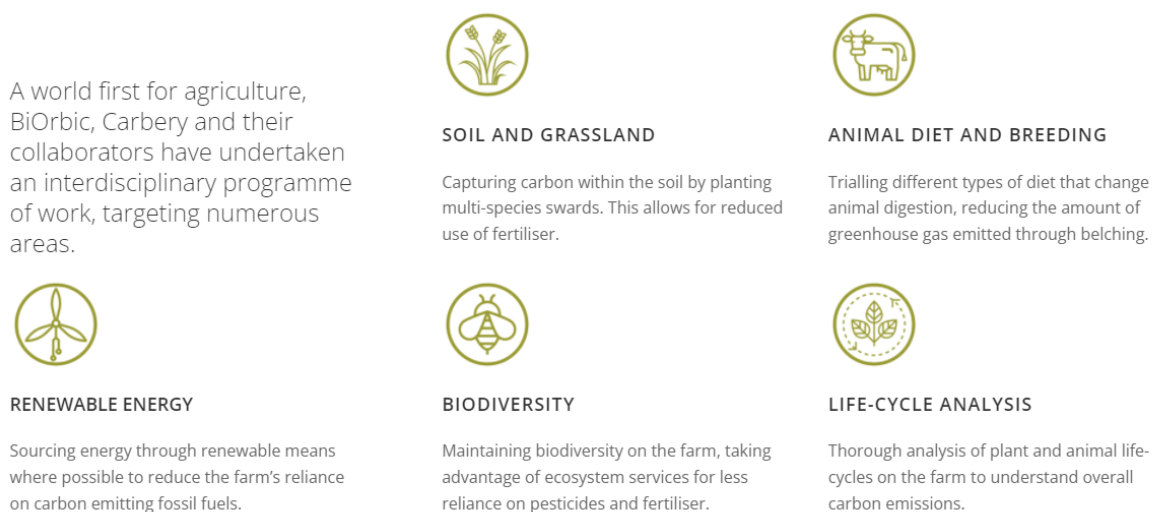 A world first for agriculture,
BiOrbic, Carbery and their
collaborators have undertaken
an interdisciplinary programme
of work, targeting numerous
areas.
SOIL AND GRASSLAND
Capturing carbon within the soil by planting
multi-species swards. This allows for reduced
use of fertiliser.
ANIMAL DIET AND BREEDING
Trialling different types of diet that change
animal digestion, reducing the amount of
greenhouse gas emitted through belching.
RENEWABLE ENERGY
Sourcing energy through renewable means
where possible to reduce the farm’s reliance
on carbon emitting fossil fuels.
BIODIVERSITY
Maintaining biodiversity on the farm, taking
advantage of ecosystem services for less
reliance on pesticides and fertiliser.
LIFE-CYCLE ANALYSIS
Thorough analysis of plant and animal life-
cycles on the farm to understand overall
carbon emissions.